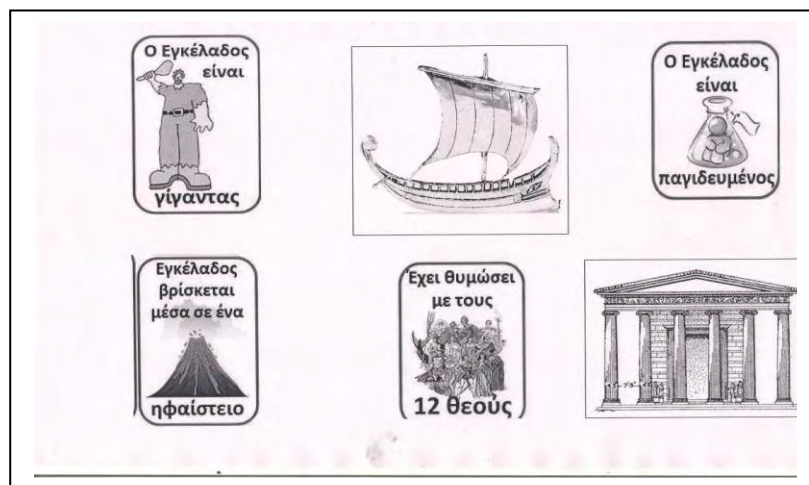 Ο Εγκέλαδος
είναι
γίγαντας
Ο Εγκέλαδος
είναι
παγιδευμένος
Εγκέλαδος
βρίσκεται
μέσα σε ένα
ηφαίστειο
Έχει θυμώσει
με τους
12 θεούς